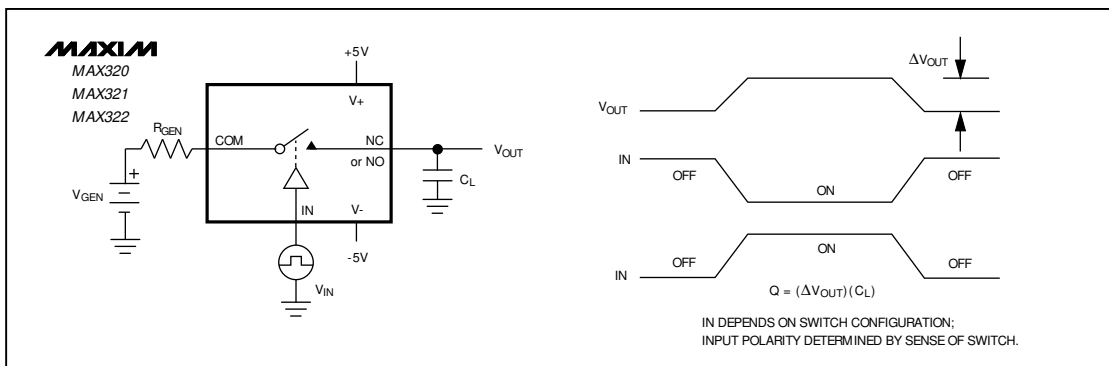 MAXIM
MAX320
MAX321
MAX322
+5V
V+
RGEN
COM
NC
or NO
VOUT
+
VGEN
CL
IN
V-
-5V
VIN
ΔVOUT
VOUT
IN
OFF
ON
OFF
IN
OFF
ON
OFF
Q = (ΔVOUT)(CL)
IN DEPENDS ON SWITCH CONFIGURATION;
INPUT POLARITY DETERMINED BY SENSE OF SWITCH.